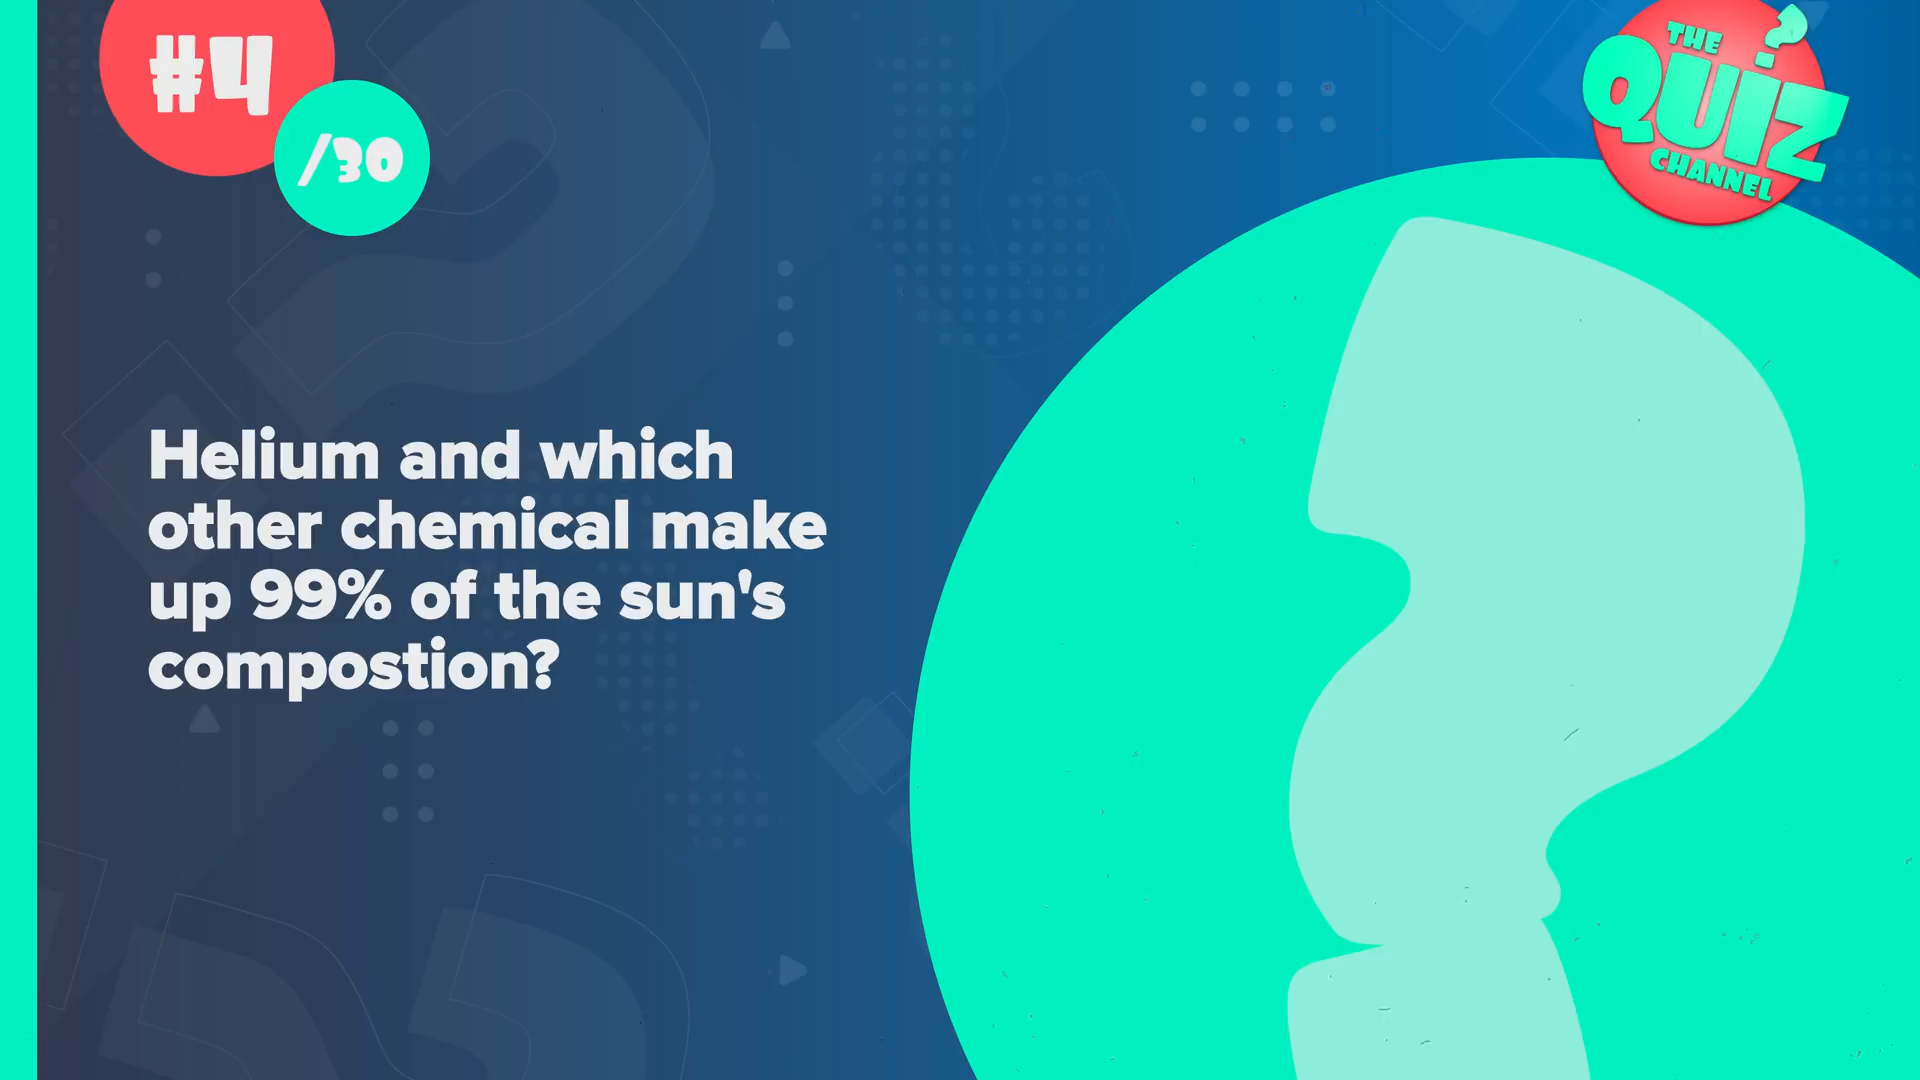 #4
/30
THE
QUIZ
CHANNEL
?
Helium and which
other chemical make
up 99% of the sun's
compostion?